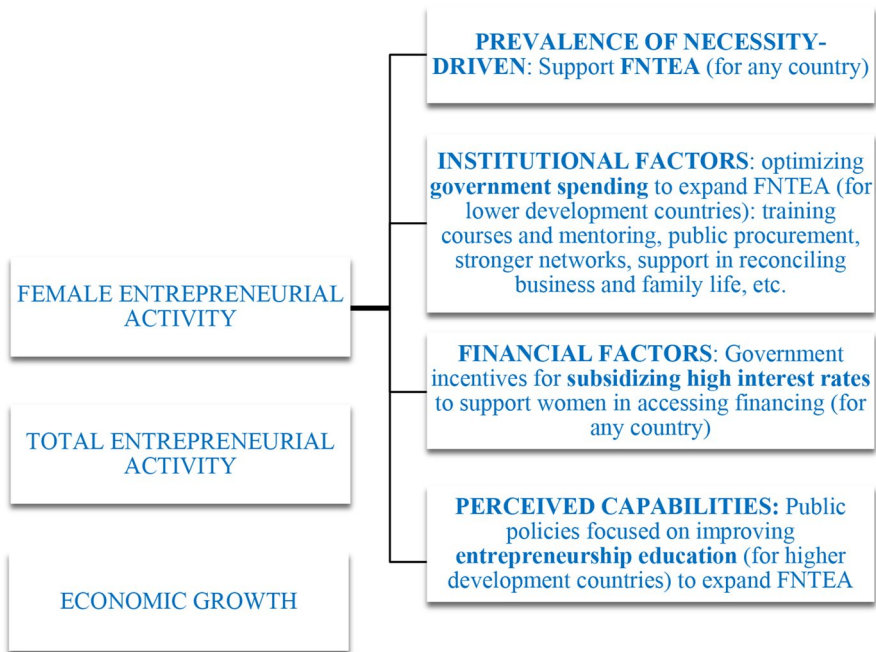 FEMALE ENTREPRENEURIAL
ACTIVITY
TOTAL ENTREPRENEURIAL
ACTIVITY
ECONOMIC GROWTH
PREVALENCE OF NECESSITY-
DRIVEN: Support FNTEA (for any country)
INSTITUTIONAL FACTORS: optimizing
government spending to expand FNTEA (for
lower development countries): training
courses and mentoring, public procurement,
stronger networks, support in reconciling
business and family life, etc.
FINANCIAL FACTORS: Government
incentives for subsidizing high interest rates
to support women in accessing financing (for
any country)
PERCEIVED CAPABILITIES: Public
policies focused on improving
entrepreneurship education (for higher
development countries) to expand FNTEA